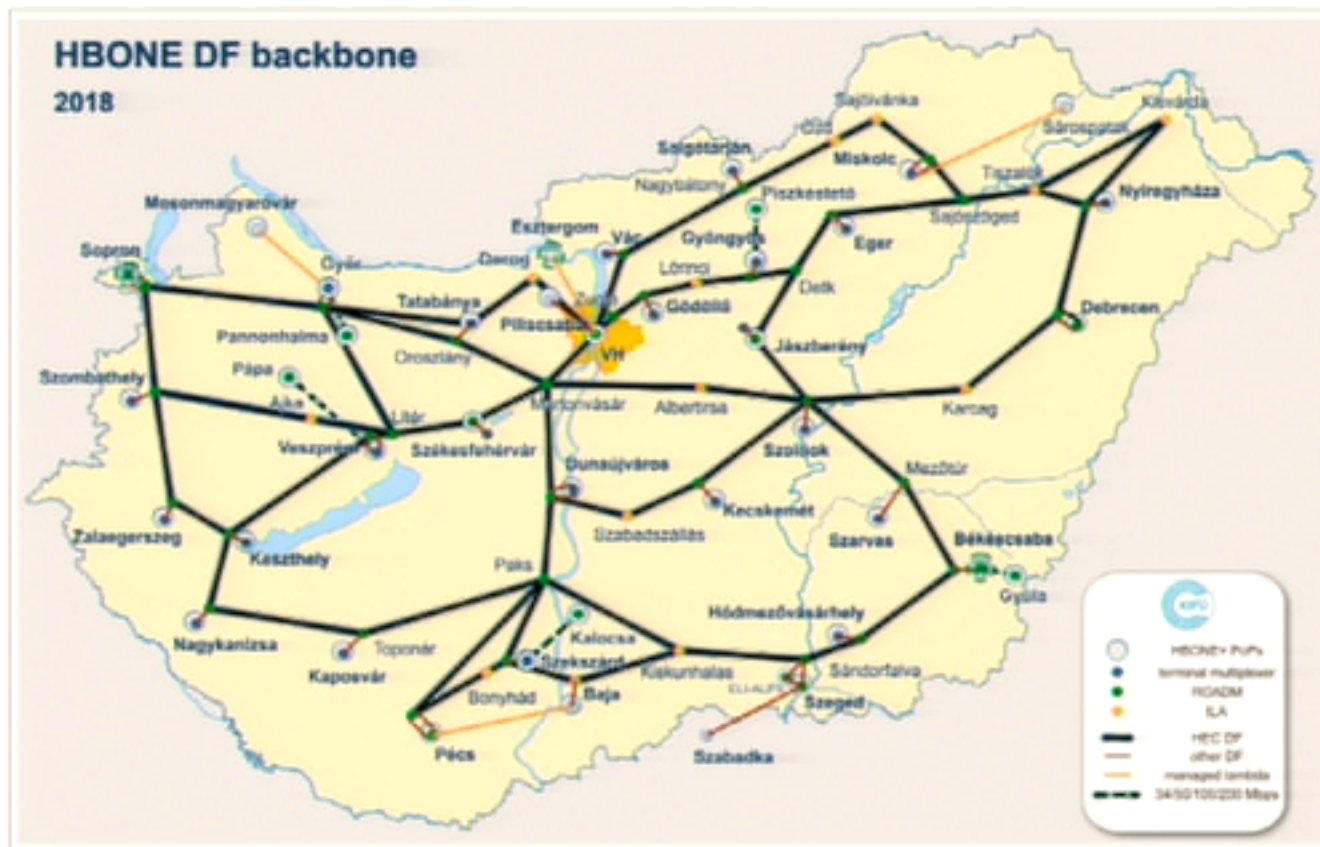 HBONE DF backbone
2018
Sajóivánka
Kisvárda
Ózd
Sárospatak
Salgótarján
Miskolc
Nagybátony
Tiszalök
Piszkéstető
Nyíregyháza
Mosonmagyaróvár
Esztergom
Vác
Gyöngyös
Eger
Sajószöged
Sopron
Győr
Dorog
Lőrinci
Detk
Tatabánya
Piliscsaba
Gödöllő
Debrecen
Pannonhalma
Oroszlány
VH
Jászberény
Pápa
Szombathely
Ajka
Litér
Martonvásár
Albertirsa
Karcag
Veszprém
Székesfehérvár
Szolnok
Dunaújváros
Mezőtúr
Kecskemét
Zalaegerszeg
Szabadszállás
Szarvas
Keszthely
Békéscsaba
Paks
Gyula
Hódmezővásárhely
Kalocsa
Nagykanizsa
Toponár
Szekszárd
Kiskunhalas
Kaposvár
Sándorfalva
Bonyhád
Baja
ELI-ALPS
Szeged
Pécs
Szabadka
KIFÜ
HBONE+ PoPs
terminal multiplexer
ROADM
ILA
HEC DF
other DF
managed lambda
34/50/100/200 Mbps